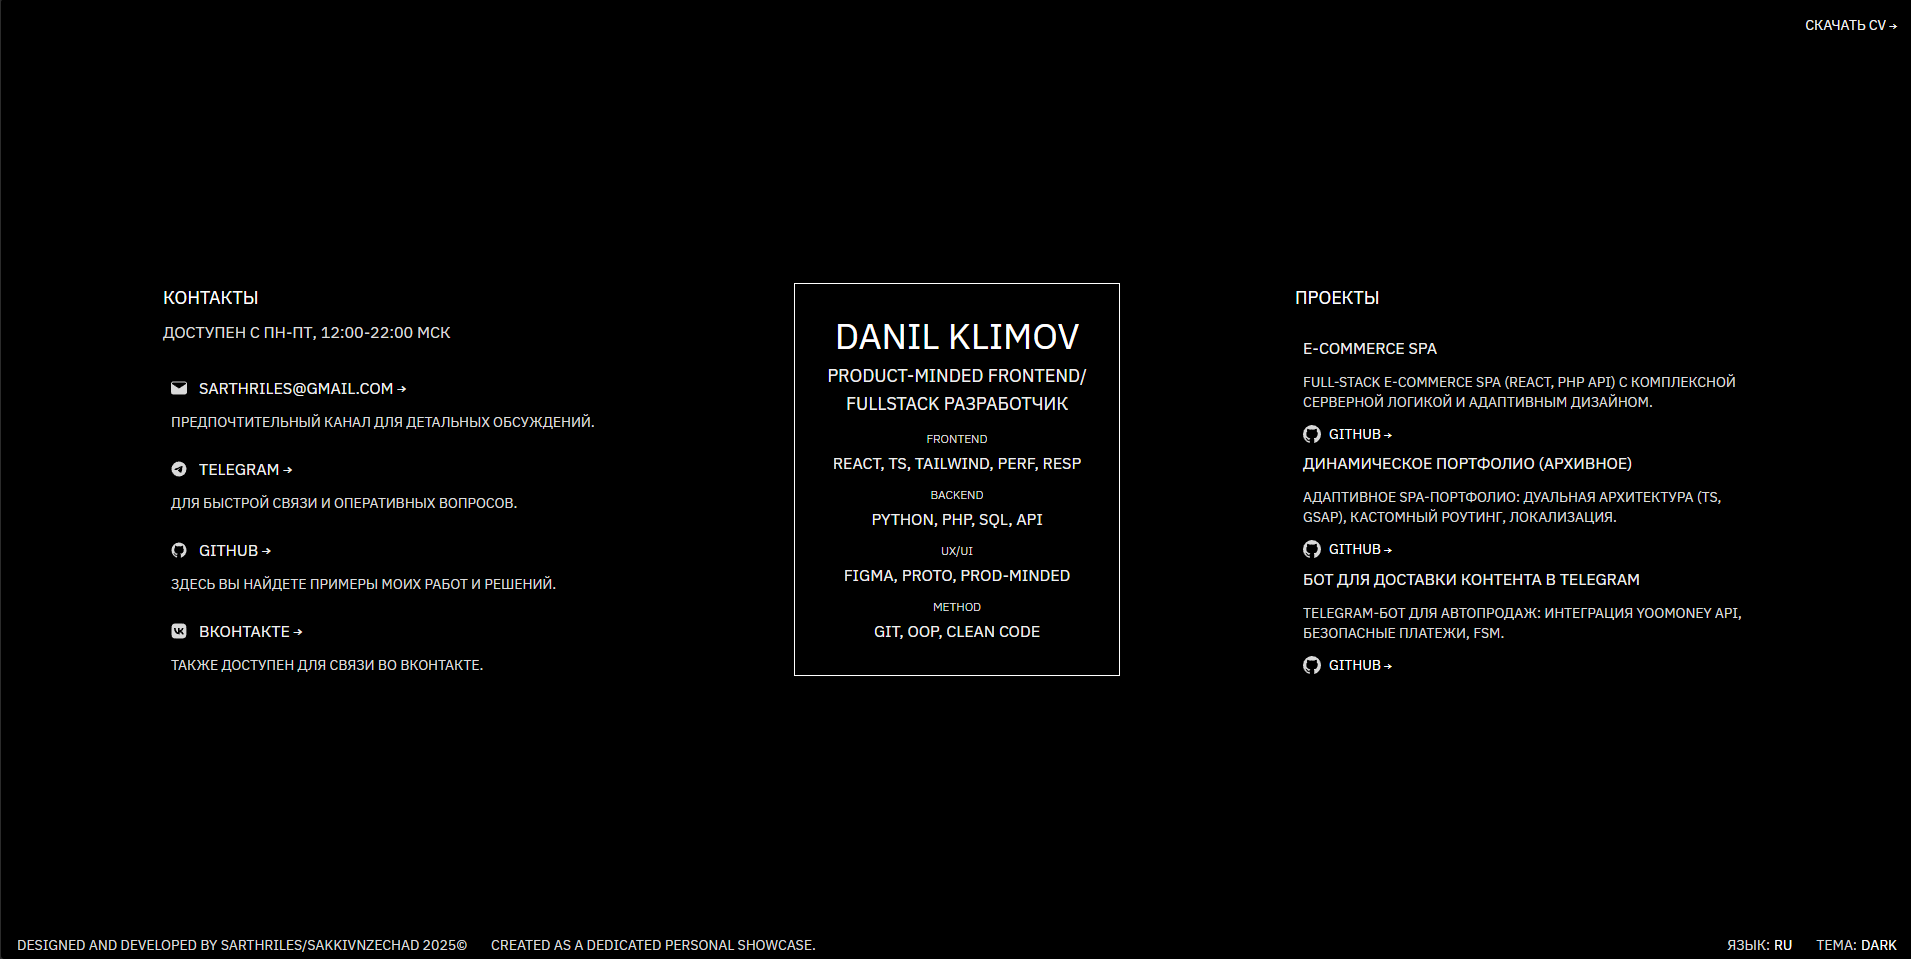 СКАЧАТЬ CV →
КОНТАКТЫ
ДОСТУПЕН С ПН-ПТ, 12:00-22:00 МСК
SARTHRILES@GMAIL.COM →
ПРЕДПОЧТИТЕЛЬНЫЙ КАНАЛ ДЛЯ ДЕТАЛЬНЫХ ОБСУЖДЕНИЙ.
TELEGRAM →
ДЛЯ БЫСТРОЙ СВЯЗИ И ОПЕРАТИВНЫХ ВОПРОСОВ.
GITHUB →
ЗДЕСЬ ВЫ НАЙДЕТЕ ПРИМЕРЫ МОИХ РАБОТ И РЕШЕНИЙ.
ВКОНТАКТЕ →
ТАКЖЕ ДОСТУПЕН ДЛЯ СВЯЗИ ВО ВКОНТАКТЕ.
DANIL KLIMOV
PRODUCT-MINDED FRONTEND/
FULLSTACK РАЗРАБОТЧИК
FRONTEND
REACT, TS, TAILWIND, PERF, RESP
BACKEND
PYTHON, PHP, SQL, API
UX/UI
FIGMA, PROTO, PROD-MINDED
METHOD
GIT, OOP, CLEAN CODE
ПРОЕКТЫ
E-COMMERCE SPA
FULL-STACK E-COMMERCE SPA (REACT, PHP API) С КОМПЛЕКСНОЙ
СЕРВЕРНОЙ ЛОГИКОЙ И АДАПТИВНЫМ ДИЗАЙНОМ.
GITHUB →
ДИНАМИЧЕСКОЕ ПОРТФОЛИО (АРХИВНОЕ)
АДАПТИВНОЕ SPA-ПОРТФОЛИО: ДУАЛЬНАЯ АРХИТЕКТУРА (TS,
GSAP), КАСТОМНЫЙ РОУТИНГ, ЛОКАЛИЗАЦИЯ.
GITHUB →
БОТ ДЛЯ ДОСТАВКИ КОНТЕНТА В TELEGRAM
TELEGRAM-БОТ ДЛЯ АВТОПРОДАЖ: ИНТЕГРАЦИЯ YOOMONEY API,
БЕЗОПАСНЫЕ ПЛАТЕЖИ, FSM.
GITHUB →
DESIGNED AND DEVELOPED BY SARTHRILES/SAKKIVNZECHAD 2025© CREATED AS A DEDICATED PERSONAL SHOWCASE.
ЯЗЫК: RU ТЕМА: DARK